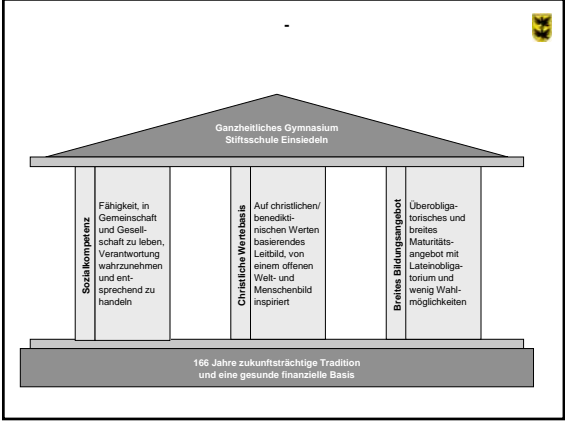 -
Ganzheitliches Gymnasium
Stiftsschule Einsiedeln
Sozialkompetenz
Fähigkeit, in
Gemeinschaft
und Gesell-
schaft zu leben,
Verantwortung
wahrzunehmen
und ent-
sprechend zu
handeln
Christliche Wertebasis
Auf christlichen/
benedikti-
nischen Werten
basierendes
Leitbild, von
einem offenen
Welt- und
Menschenbild
inspiriert
Breites Bildungsangebot
Überobliga-
torisches und
breites
Maturitäts-
angebot mit
Lateinobliga-
torium und
wenig Wahl-
möglichkeiten
166 Jahre zukunftsträchtige Tradition
und eine gesunde finanzielle Basis